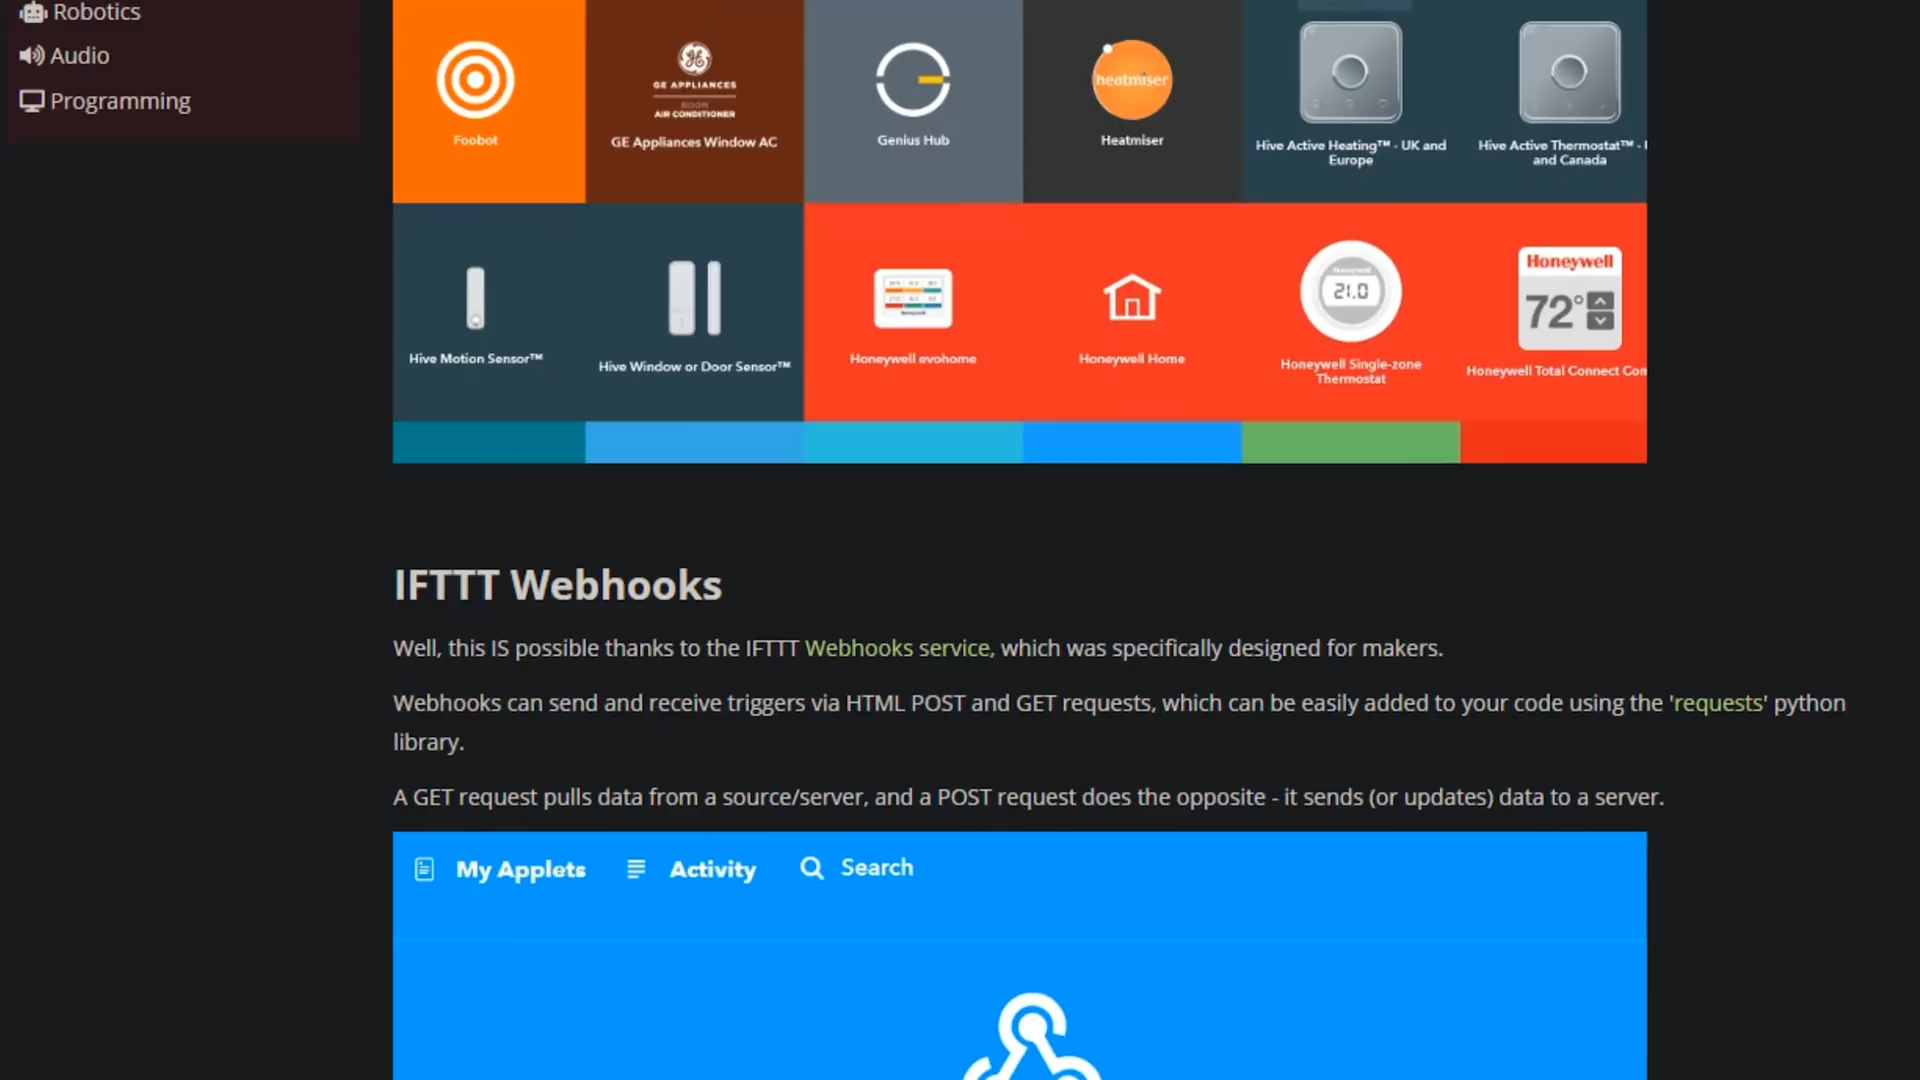 Robotics
Audio
Programming
Foobot
GE APPLIANCES
ROOM
AIR CONDITIONER
GE Appliances Window AC
Genius Hub
heatmiser
Heatmiser
Hive Active Heating™ - UK and
Europe
Hive Active Thermostat™ -
and Canada
Hive Motion Sensor™
Hive Window or Door Sensor™
Honeywell evohome
Honeywell Home
21.0
Honeywell Single-zone
Thermostat
Honeywell
72°
Honeywell Total Connect Com
IFTTT Webhooks
Well, this IS possible thanks to the IFTTT Webhooks service, which was specifically designed for makers.
Webhooks can send and receive triggers via HTML POST and GET requests, which can be easily added to your code using the 'requests' python
library.
A GET request pulls data from a source/server, and a POST request does the opposite - it sends (or updates) data to a server.
My Applets Activity Search